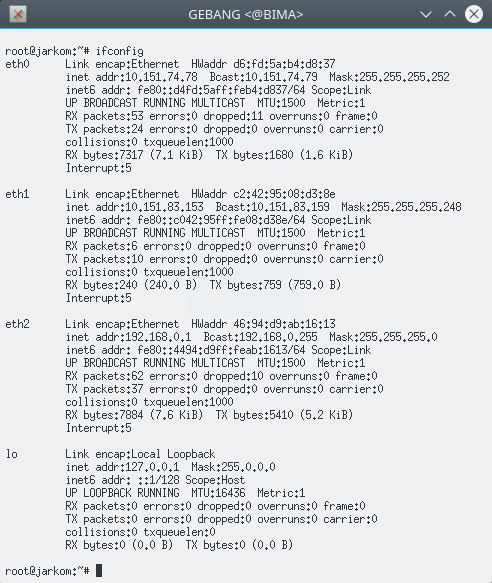 GEBANG <@BIMA>
root@jarkom:~# ifconfig
eth0      Link encap:Ethernet  HWaddr d6:fd:5a:b4:d8:37
          inet addr:10.151.74.78  Bcast:10.151.74.79  Mask:255.255.255.252
          inet6 addr: fe80::d4fd:5aff:feb4:d837/64 Scope:Link
          UP BROADCAST RUNNING MULTICAST  MTU:1500  Metric:1
          RX packets:53 errors:0 dropped:11 overruns:0 frame:0
          TX packets:24 errors:0 dropped:0 overruns:0 carrier:0
          collisions:0 txqueuelen:1000
          RX bytes:7317 (7.1 KiB)  TX bytes:1680 (1.6 KiB)
          Interrupt:5
eth1      Link encap:Ethernet  HWaddr c2:42:95:08:d3:8e
          inet addr:10.151.83.153  Bcast:10.151.83.159  Mask:255.255.255.248
          inet6 addr: fe80::c042:95ff:fe08:d38e/64 Scope:Link
          UP BROADCAST RUNNING MULTICAST  MTU:1500  Metric:1
          RX packets:6 errors:0 dropped:0 overruns:0 frame:0
          TX packets:10 errors:0 dropped:0 overruns:0 carrier:0
          collisions:0 txqueuelen:1000
          RX bytes:240 (240.0 B)  TX bytes:759 (759.0 B)
          Interrupt:5
eth2      Link encap:Ethernet  HWaddr 46:94:d9:ab:16:13
          inet addr:192.168.0.1  Bcast:192.168.0.255  Mask:255.255.255.0
          inet6 addr: fe80::4494:d9ff:feab:1613/64 Scope:Link
          UP BROADCAST RUNNING MULTICAST  MTU:1500  Metric:1
          RX packets:62 errors:0 dropped:10 overruns:0 frame:0
          TX packets:37 errors:0 dropped:0 overruns:0 carrier:0
          collisions:0 txqueuelen:1000
          RX bytes:7884 (7.6 KiB)  TX bytes:5410 (5.2 KiB)
          Interrupt:5
lo        Link encap:Local Loopback
          inet addr:127.0.0.1  Mask:255.0.0.0
          inet6 addr: ::1/128 Scope:Host
          UP LOOPBACK RUNNING  MTU:16436  Metric:1
          RX packets:0 errors:0 dropped:0 overruns:0 frame:0
          TX packets:0 errors:0 dropped:0 overruns:0 carrier:0
          collisions:0 txqueuelen:0
          RX bytes:0 (0.0 B)  TX bytes:0 (0.0 B)
root@jarkom:~#